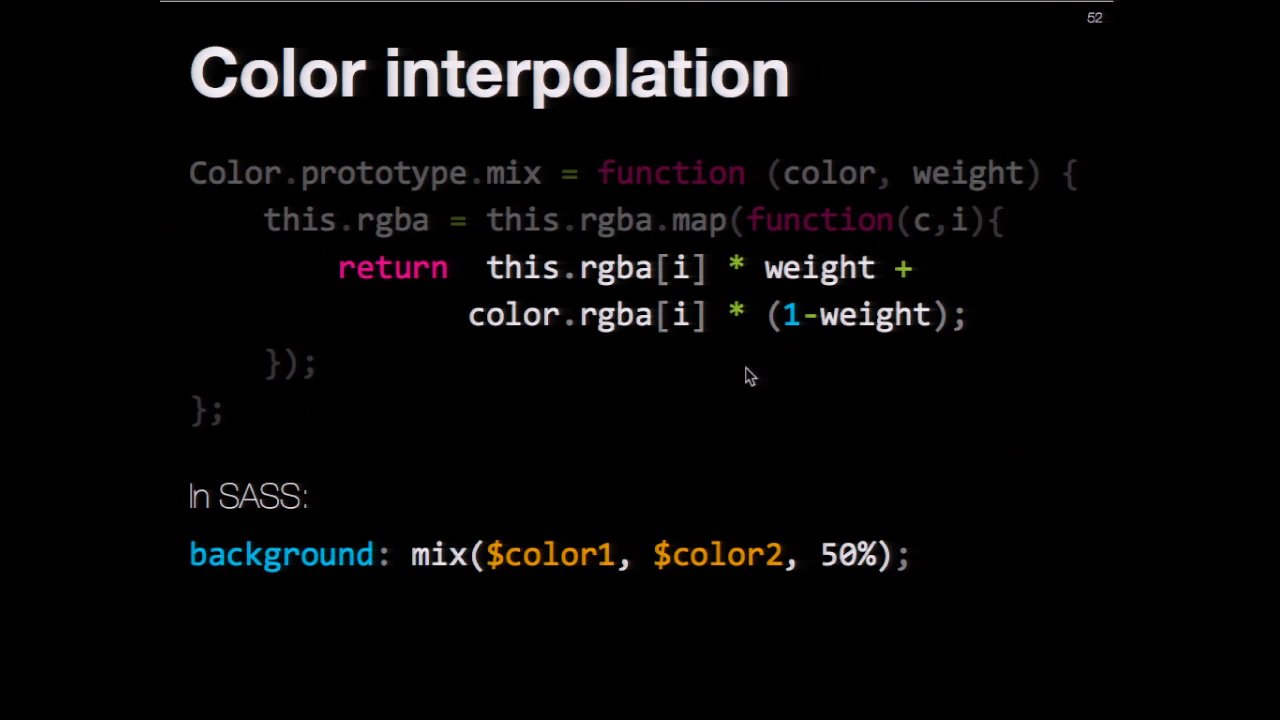 52
Color interpolation
Color.prototype.mix = function (color, weight) {
    this.rgba = this.rgba.map(function(c,i){
        return  this.rgba[i] * weight +
               color.rgba[i] * (1-weight);
    });
};
In SASS:
background: mix($color1, $color2, 50%);